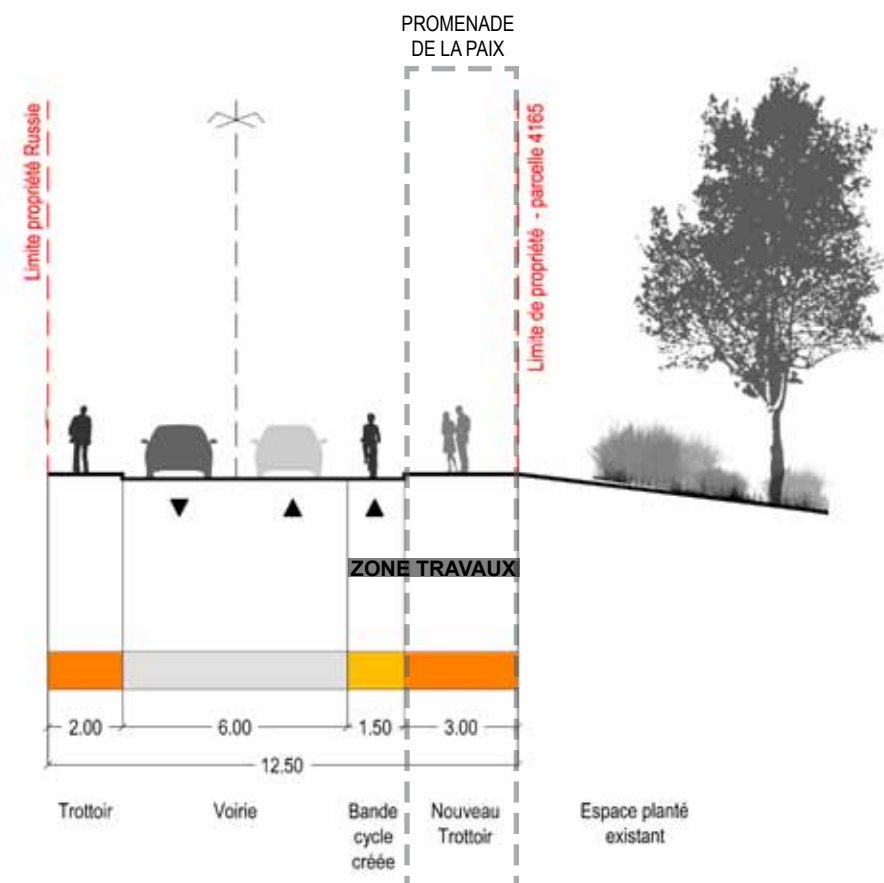 PROMENADE
DE LA PAIX
Limite propriété Russie
Limite de propriété - parcelle 4165
ZONE TRAVAUX
2.00 6.00 1.50 3.00
12.50
Trottoir Voirie Bande Nouveau Espace planté
cycle Trottoir existant
créée